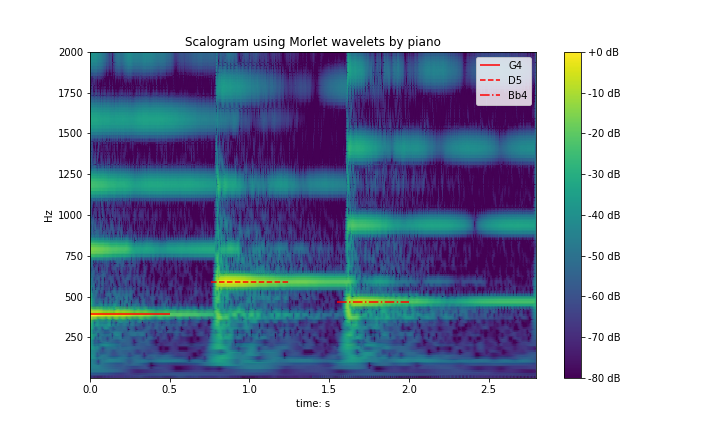 Scalogram using Morlet wavelets by piano
G4
D5
Bb4
Hz
2000
1750
1500
1250
1000
750
500
250
0.0 0.5 1.0 1.5 2.0 2.5
time: s
+0 dB
-10 dB
-20 dB
-30 dB
-40 dB
-50 dB
-60 dB
-70 dB
-80 dB